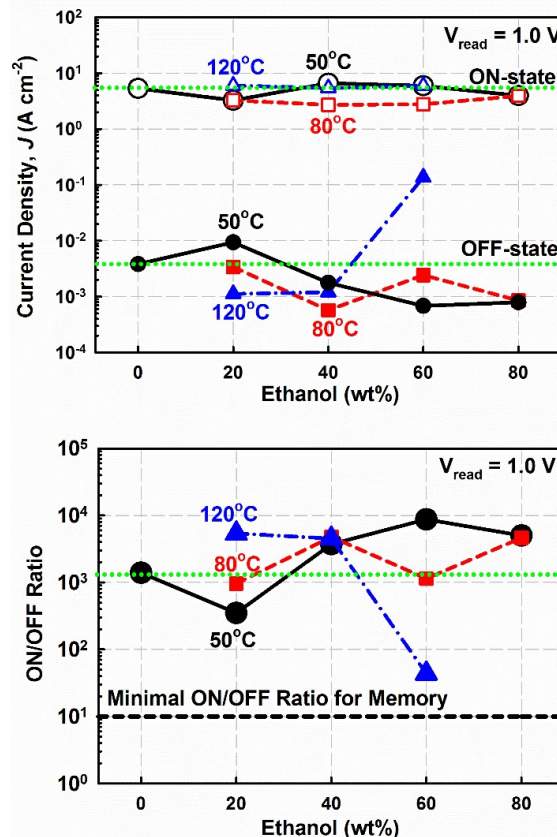 V_read = 1.0 V
Current Density, J (A cm⁻²)
10²
10¹
10⁰
10⁻¹
10⁻²
10⁻³
10⁻⁴
120°C
50°C
ON-state
80°C
50°C
OFF-state
120°C
80°C
0 20 40 60 80
Ethanol (wt%)
V_read = 1.0 V
ON/OFF Ratio
10⁵
10⁴
10³
10²
10¹
10⁰
120°C
80°C
50°C
Minimal ON/OFF Ratio for Memory
0 20 40 60 80
Ethanol (wt%)